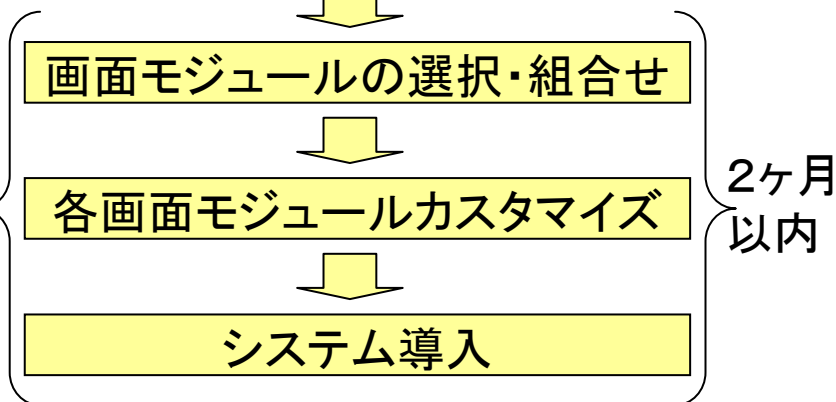 画面モジュールの選択・組合せ
各画面モジュールカスタマイズ
システム導入
２ヶ月
以内